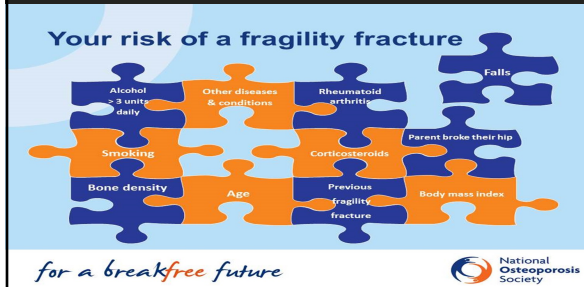 Your risk of a fragility fracture
Falls
Alcohol
> 3 units
daily
Other diseases
& conditions
Rheumatoid
arthritis
Parent broke their hip
Smoking
Corticosteroids
Bone density
Age
Previous
fragility
fracture
Body mass index
for a breakfree future
National
Osteoporosis
Society